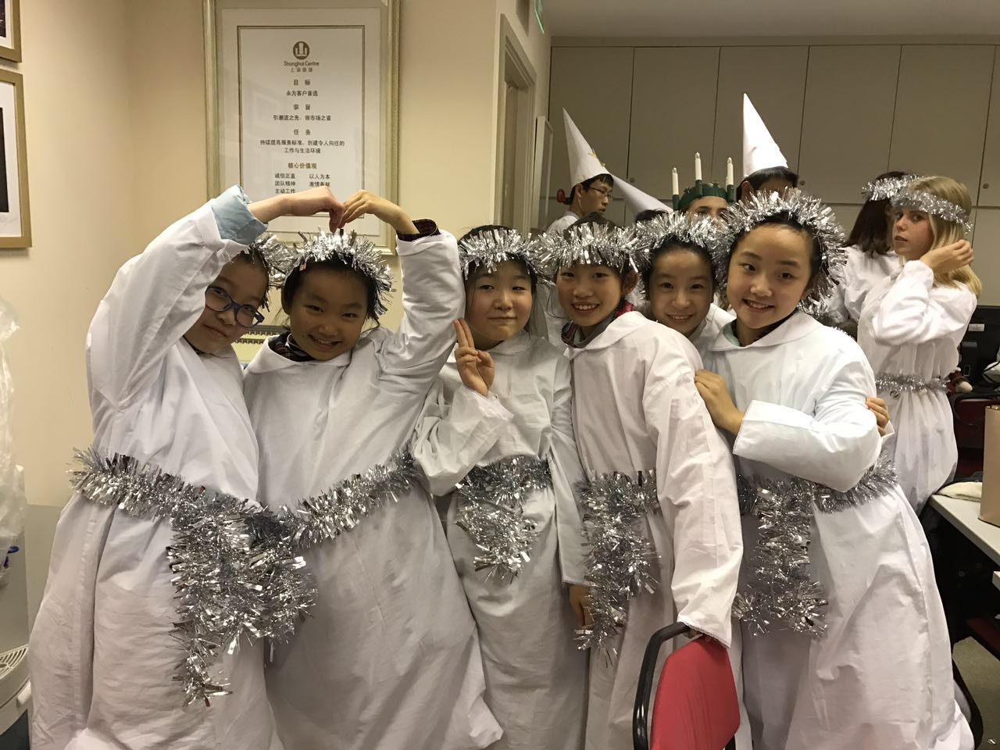 Shanghai Centre
上海商城
目 标
永为客户首选
宗 旨
引潮流之先，领市场之首
任 务
持续提高服务标准，创建令人向往的
工作与生活环境
核心价值观
诚信正直 以人为本
团队精神 激情奉献
主动工作